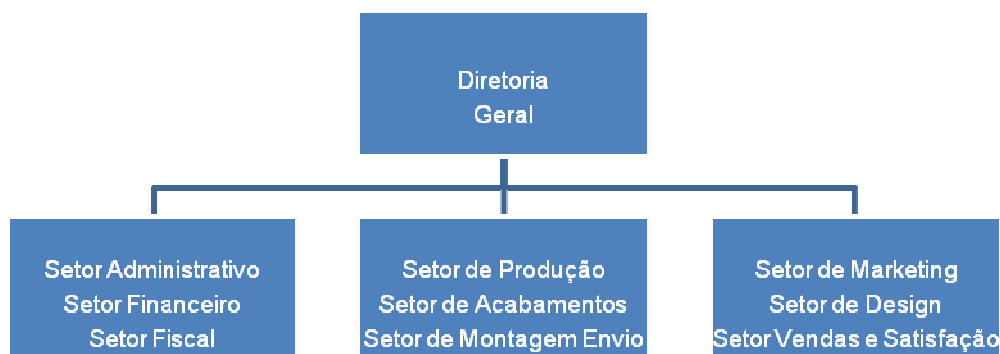 Diretoria
Geral
Setor Administrativo
Setor Financeiro
Setor Fiscal
Setor de Produção
Setor de Acabamentos
Setor de Montagem Envio
Setor de Marketing
Setor de Design
Setor Vendas e Satisfação